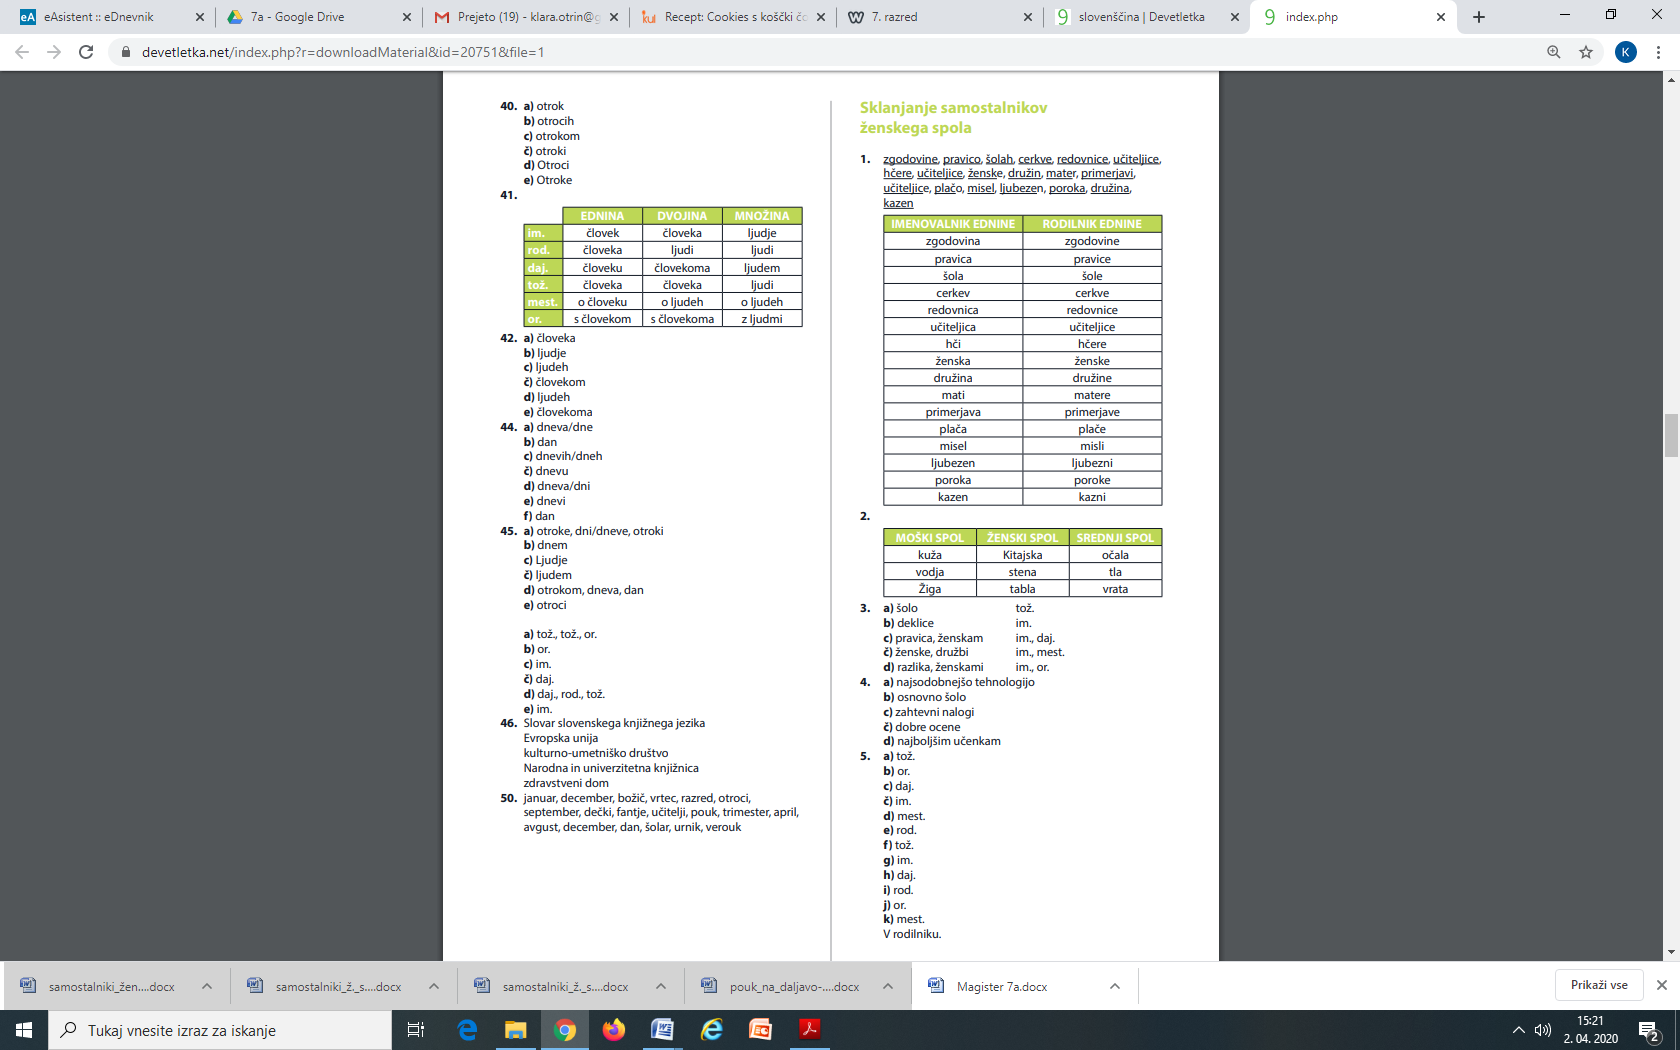 eA eAsistent :: eDnevnik
7a - Google Drive
Prejeto (19) - klara.otrin@g
kul Recept: Cookies s koščki čo
7. razred
slovenščina | Devetletka
index.php
devetletka.net/index.php?r=downloadMaterial&id=20751&file=1
K
40. a) otrok
b) otrocih
c) otrokom
č) otroki
d) Otroci
e) Otroke
41.
EDNINA DVOJINA MNOŽINA
im. človek človeka ljudje
rod. človeka ljudi ljudi
daj. človeku človekoma ljudem
tož. človeka človeka ljudi
mest. o človeku o ljudeh o ljudeh
or. s človekom s človekoma z ljudmi
42. a) človeka
b) ljudje
c) ljudeh
č) človekom
d) ljudeh
e) človekoma
44. a) dneva/dne
b) dan
c) dnevih/dneh
č) dnevu
d) dneva/dni
e) dnevi
f) dan
45. a) otroke, dni/dneve, otroki
b) dnem
c) Ljudje
č) ljudem
d) otrokom, dneva, dan
e) otroci
a) tož., tož., or.
b) or.
c) im.
č) daj.
d) daj., rod., tož.
e) im.
46. Slovar slovenskega knjižnega jezika
Evropska unija
kulturno-umetniško društvo
Narodna in univerzitetna knjižnica
zdravstveni dom
50. januar, december, božič, vrtec, razred, otroci,
september, dečki, fantje, učitelji, pouk, trimester, april,
avgust, december, dan, šolar, urnik, verouk
Sklanjanje samostalnikov
ženskega spola
1. zgodovine, pravico, šolah, cerkve, redovnice, učiteljice,
hčere, učiteljice, ženske, družin, mater, primerjavi,
učiteljice, plačo, misel, ljubezen, poroka, družina,
kazen
IMENOVALNIK EDNINE RODILNIK EDNINE
zgodovina zgodovine
pravica pravice
šola šole
cerkev cerkve
redovnica redovnice
učiteljica učiteljice
hči hčere
ženska ženske
družina družine
mati matere
primerjava primerjave
plača plače
misel misli
ljubezen ljubezni
poroka poroke
kazen kazni
2.
MOŠKI SPOL ŽENSKI SPOL SREDNJI SPOL
kuža Kitajska očala
vodja stena tla
Žiga tabla vrata
3. a) šolo tož.
b) deklice im.
c) pravica, ženskam im., daj.
č) ženske, družbi im., mest.
d) razlika, ženskami im., or.
4. a) najsodobnejšo tehnologijo
b) osnovno šolo
c) zahtevni nalogi
č) dobre ocene
d) najboljšim učenkam
5. a) tož.
b) or.
c) daj.
č) im.
d) mest.
e) rod.
f) tož.
g) im.
h) daj.
i) rod.
j) or.
k) mest.
V rodilniku.
samostalniki_žen....docx
samostalniki_ž._s....docx
samostalniki_ž._s....docx
pouk_na_daljavo-....docx
Magister 7a.docx
Prikaži vse
Tukaj vnesite izraz za iskanje
15:21
2. 04. 2020
2